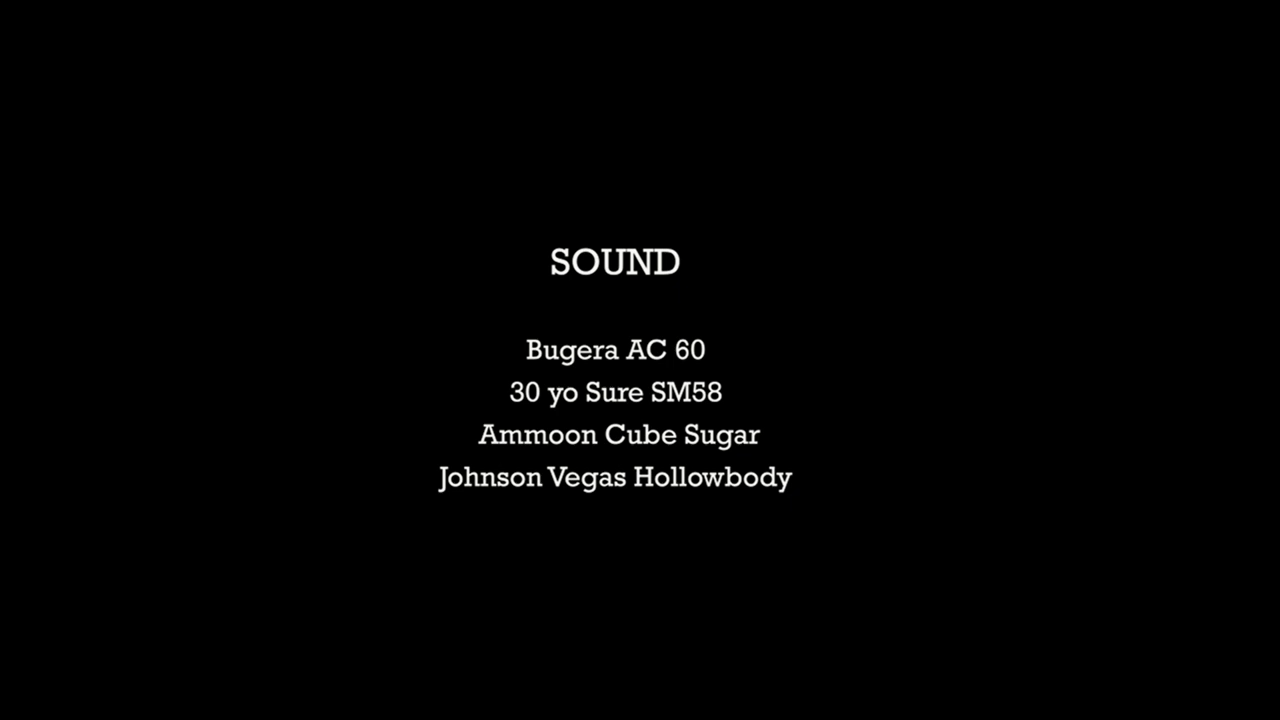 SOUND
Bugera AC 60
30 yo Sure SM58
Ammoon Cube Sugar
Johnson Vegas Hollowbody